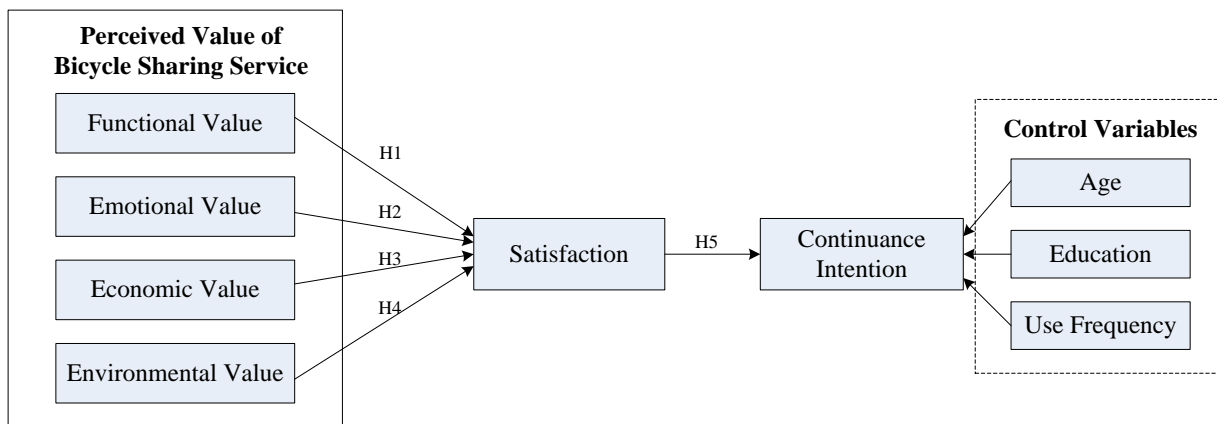 Perceived Value of
Bicycle Sharing Service
Functional Value
Emotional Value
Economic Value
Environmental Value
H1
H2
H3
H4
Satisfaction
H5
Continuance
Intention
Control Variables
Age
Education
Use Frequency